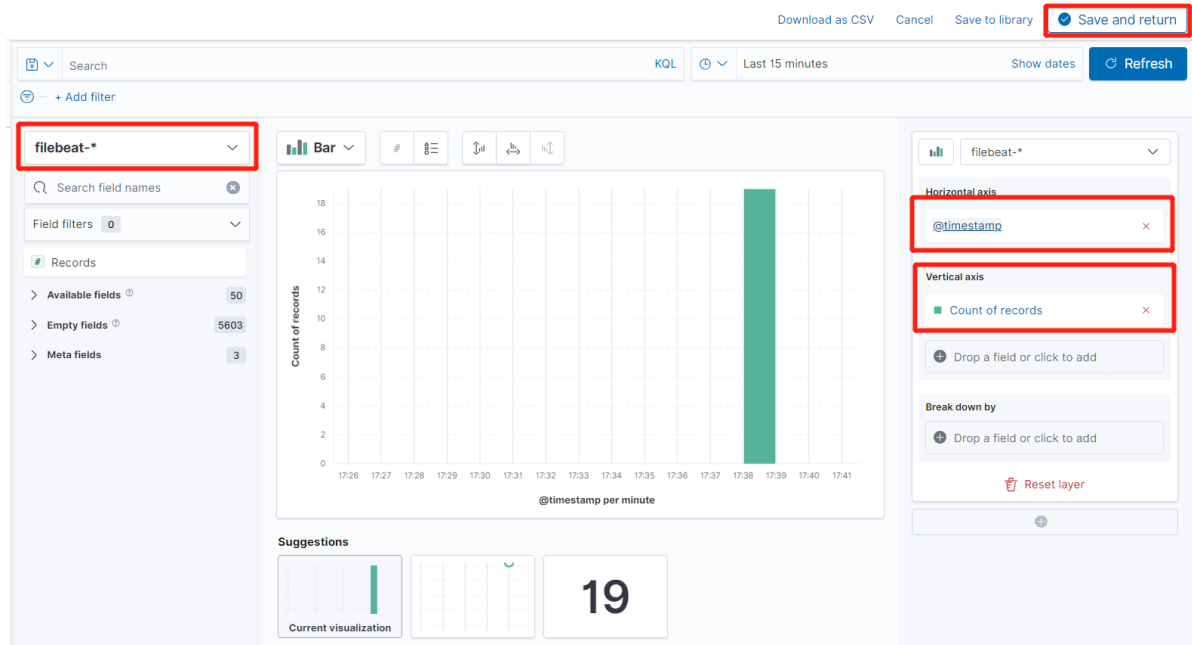 Download as CSV Cancel Save to library Save and return
Search KQL Last 15 minutes Show dates Refresh
+ Add filter
filebeat-*
Search field names
Field filters 0
# Records
Available fields 50
Empty fields 5603
Meta fields 3
Bar #
18
16
14
12
10
8
6
4
2
0
Count of records
17:26 17:27 17:28 17:29 17:30 17:31 17:32 17:33 17:34 17:35 17:36 17:37 17:38 17:39 17:40 17:41
@timestamp per minute
Suggestions
Current visualization
19
filebeat-*
Horizontal axis
@timestamp
Vertical axis
Count of records
Drop a field or click to add
Break down by
Drop a field or click to add
Reset layer